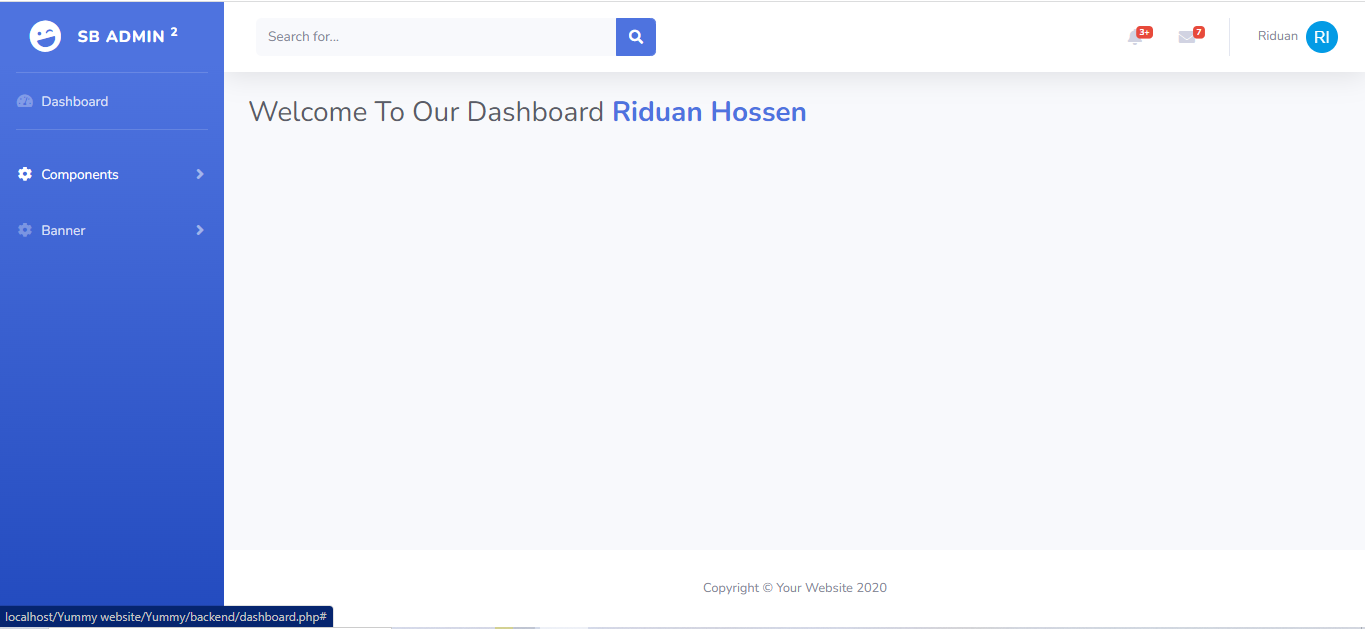 SB ADMIN 2
Search for...
3+
7
Riduan
RI
Dashboard
Welcome To Our Dashboard Riduan Hossen
Components
Banner
Copyright © Your Website 2020
localhost/Yummy website/Yummy/backend/dashboard.php#